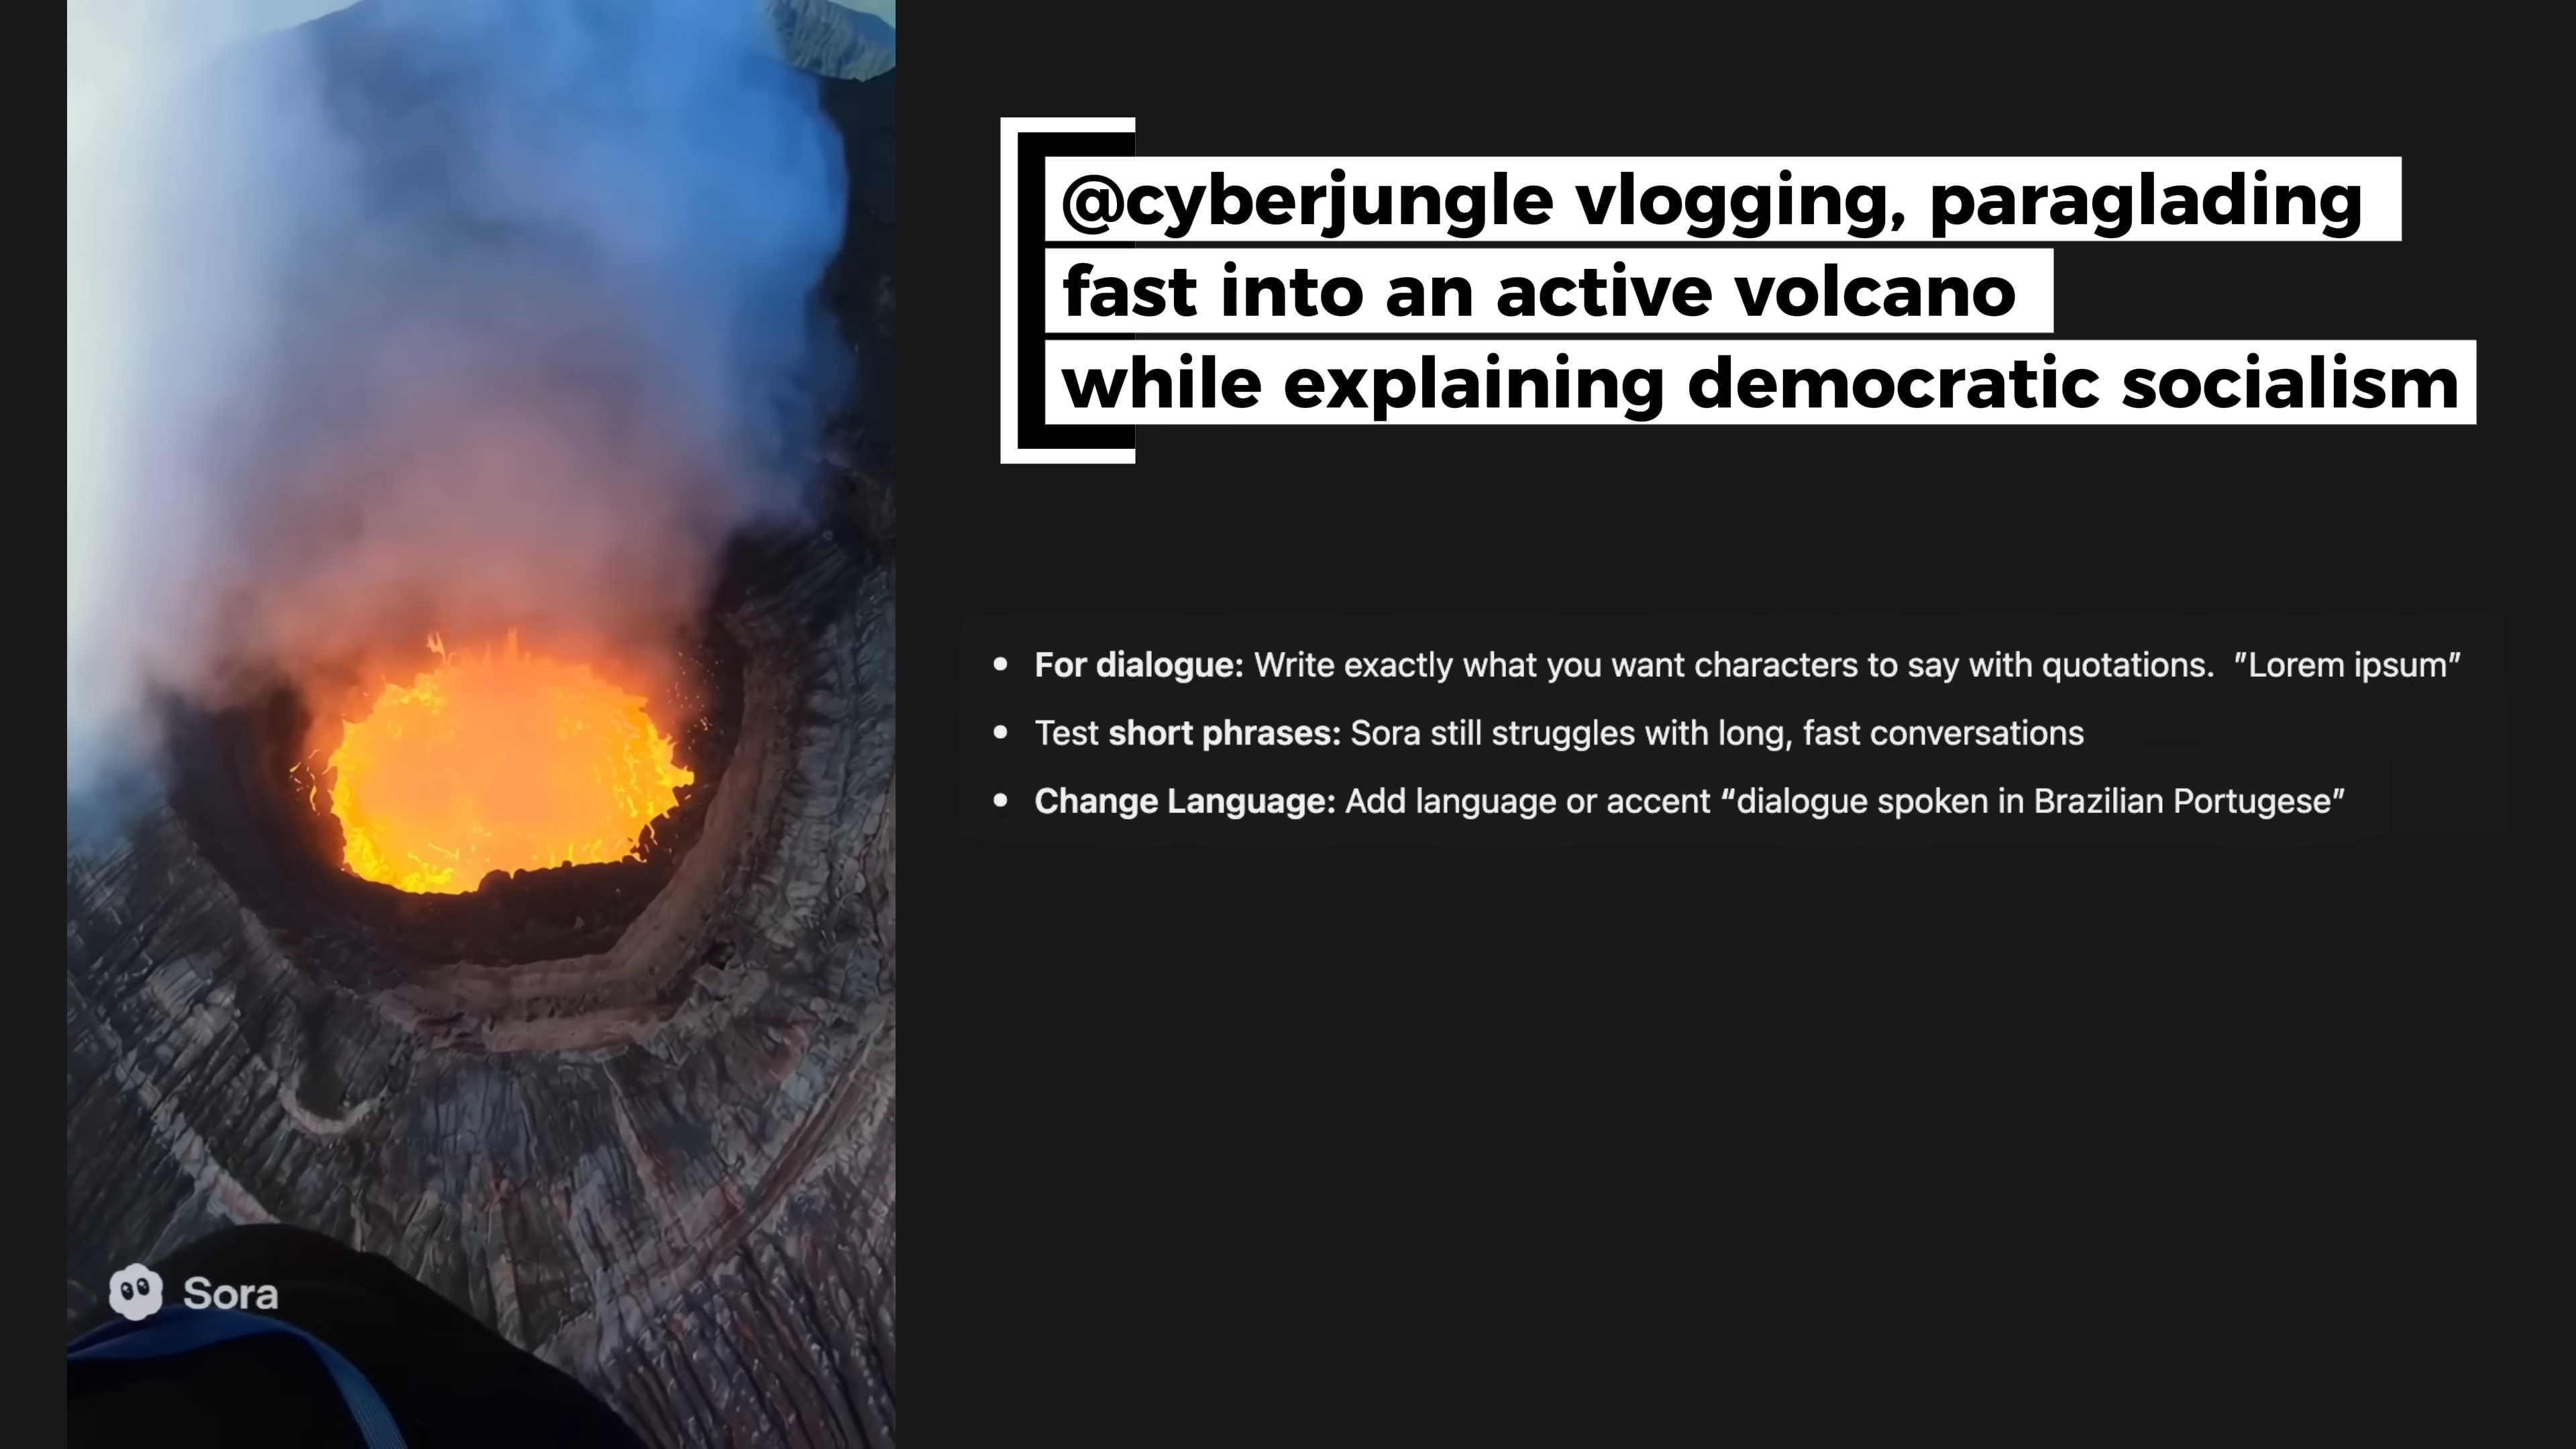 @cyberjungle vlogging, paraglading
fast into an active volcano
while explaining democratic socialism
• For dialogue: Write exactly what you want characters to say with quotations. ”Lorem ipsum”
• Test short phrases: Sora still struggles with long, fast conversations
• Change Language: Add language or accent “dialogue spoken in Brazilian Portugese”
Sora